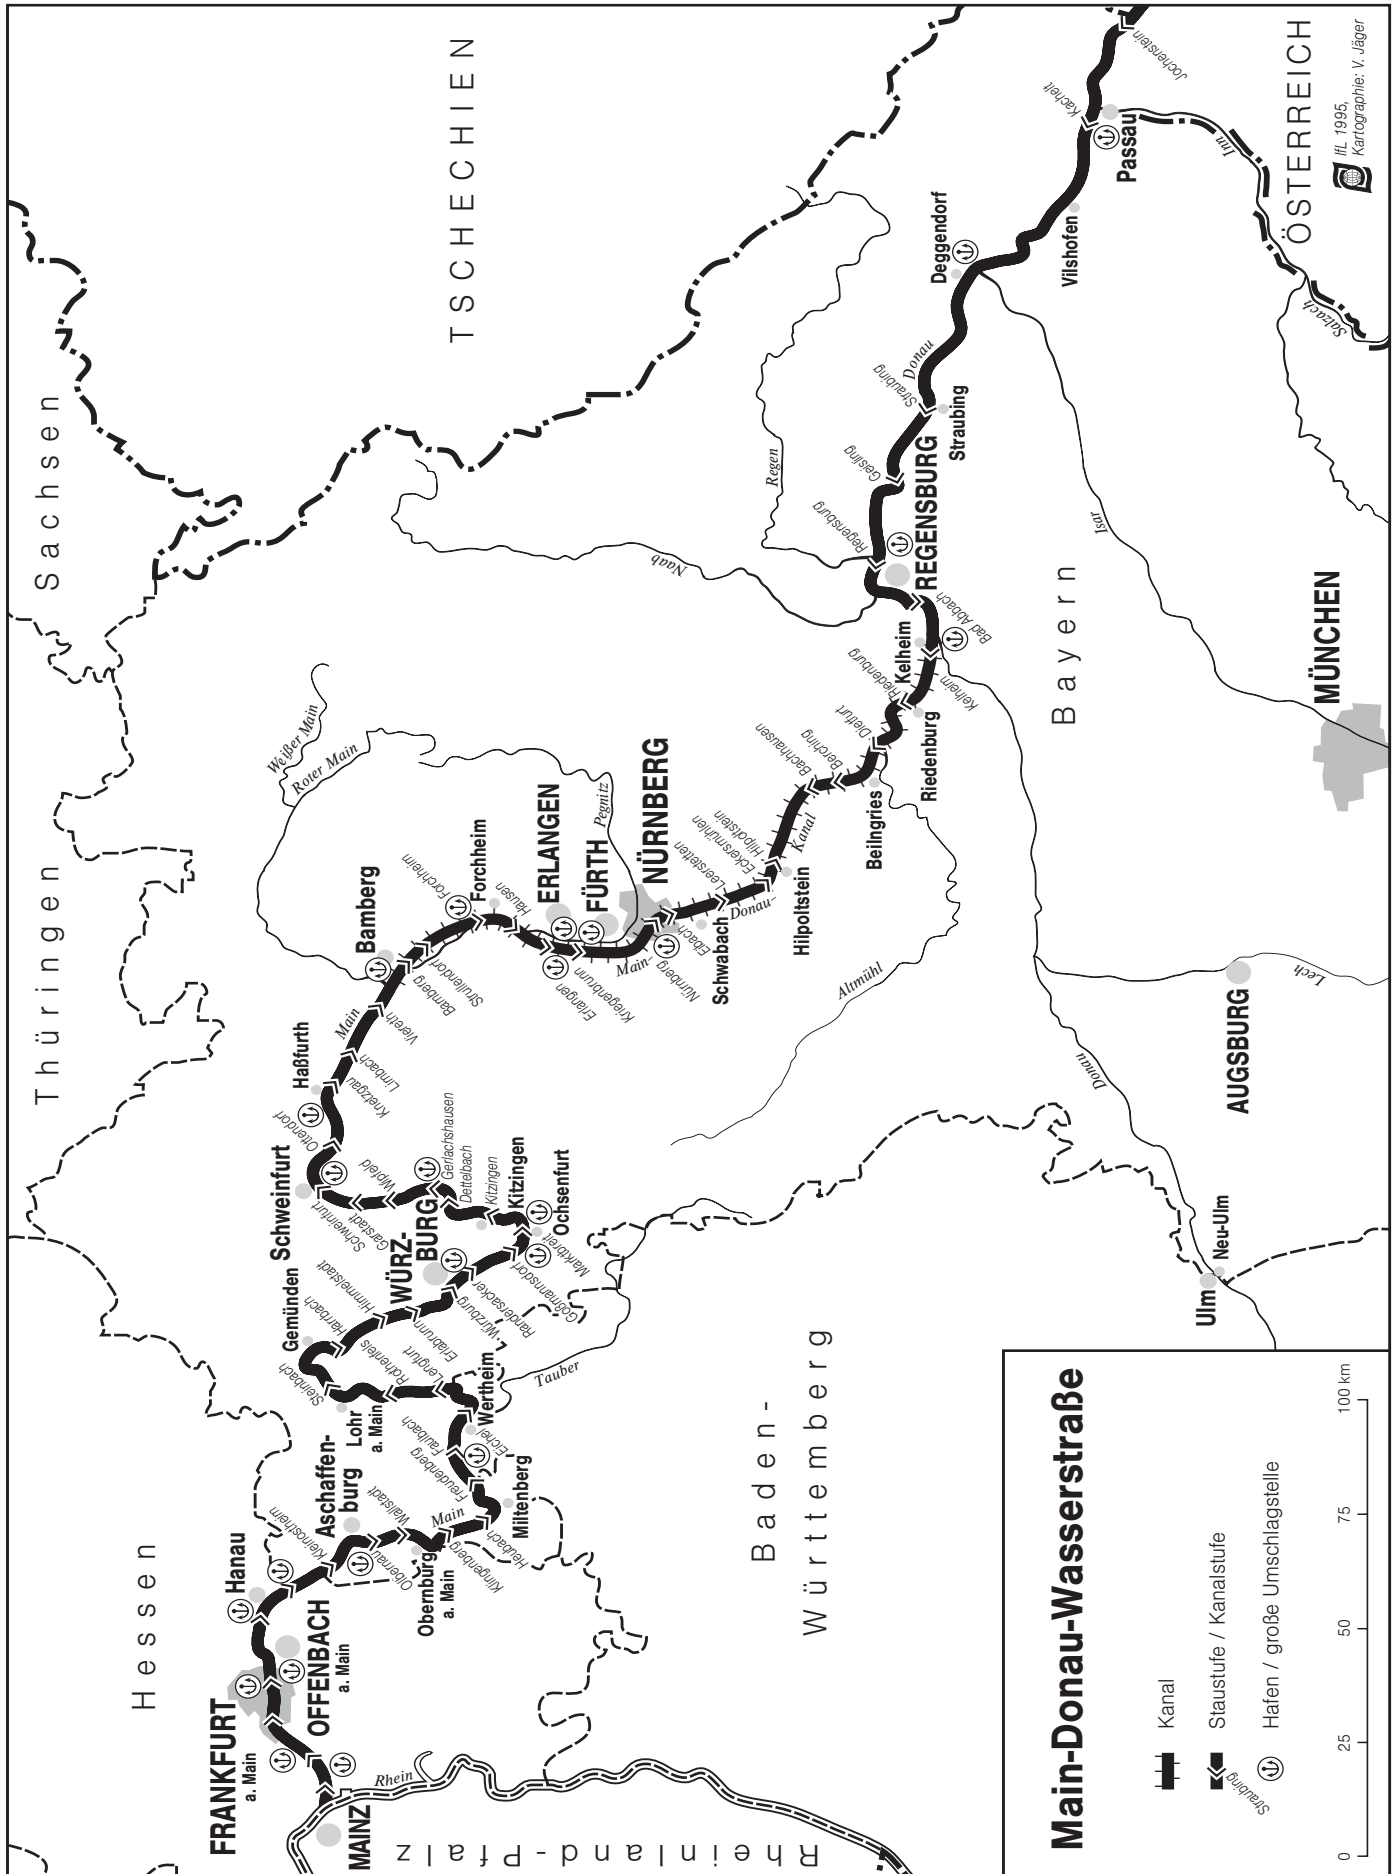 Main-Donau-Wasserstraße
Kanal
Straubing
Staustufe / Kanalstufe
Hafen / große Umschlagstelle
0
25
50
75
100 km
Hessen
Thüringen
Sachsen
TSCHECHIEN
ÖSTERREICH
Bayern
Baden-
Württemberg
Rheinland-Pfalz
MAINZ
Rhein
FRANKFURT
a. Main
OFFENBACH
a. Main
Hanau
Kleinostheim
Aschaffen-
burg
Obernau
Wallstadt
Obernburg
a. Main
Main
Klingenberg
Heubach
Miltenberg
Freudenberg
Faulbach
Eichel
Wertheim
Tauber
Lengfurt
Rothenfels
Lohr
a. Main
Steinbach
Gemünden
Harrbach
Himmelstadt
Erlabrunn
WÜRZ-
BURG
Würzburg
Randersacker
Goßmannsdorf
Marktbreit
Ochsenfurt
Kitzingen
Kitzingen
Dettelbach
Gerlachshausen
Wipfeld
Garstadt
Schweinfurt
Schweinfurt
Ottendorf
Haßfurth
Knetzgau
Limbach
Main
Viereth
Bamberg
Bamberg
Strullendorf
Weißer Main
Roter Main
Forchheim
Forchheim
Hausen
ERLANGEN
Erlangen
Kriegenbrunn
FÜRTH
Pegnitz
NÜRNBERG
Main-
Nürnberg
Eibach
Schwabach
Donau-
Leerstetten
Eckersmühlen
Hilpoltstein
Hilpoltstein
Kanal
Bachhausen
Berching
Beilngries
Altmühl
Dietfurt
Riedenburg
Riedenburg
Kelheim
Kelheim
Bad Abbach
REGENSBURG
Regensburg
Naab
Regen
Geisling
Straubing
Straubing
Donau
Deggendorf
Isar
Vilshofen
Passau
Kachelt
Jochenstein
Inn
Salzach
MÜNCHEN
AUGSBURG
Lech
Donau
Neu-Ulm
Ulm
IfL 1995,
Kartographie: V. Jäger